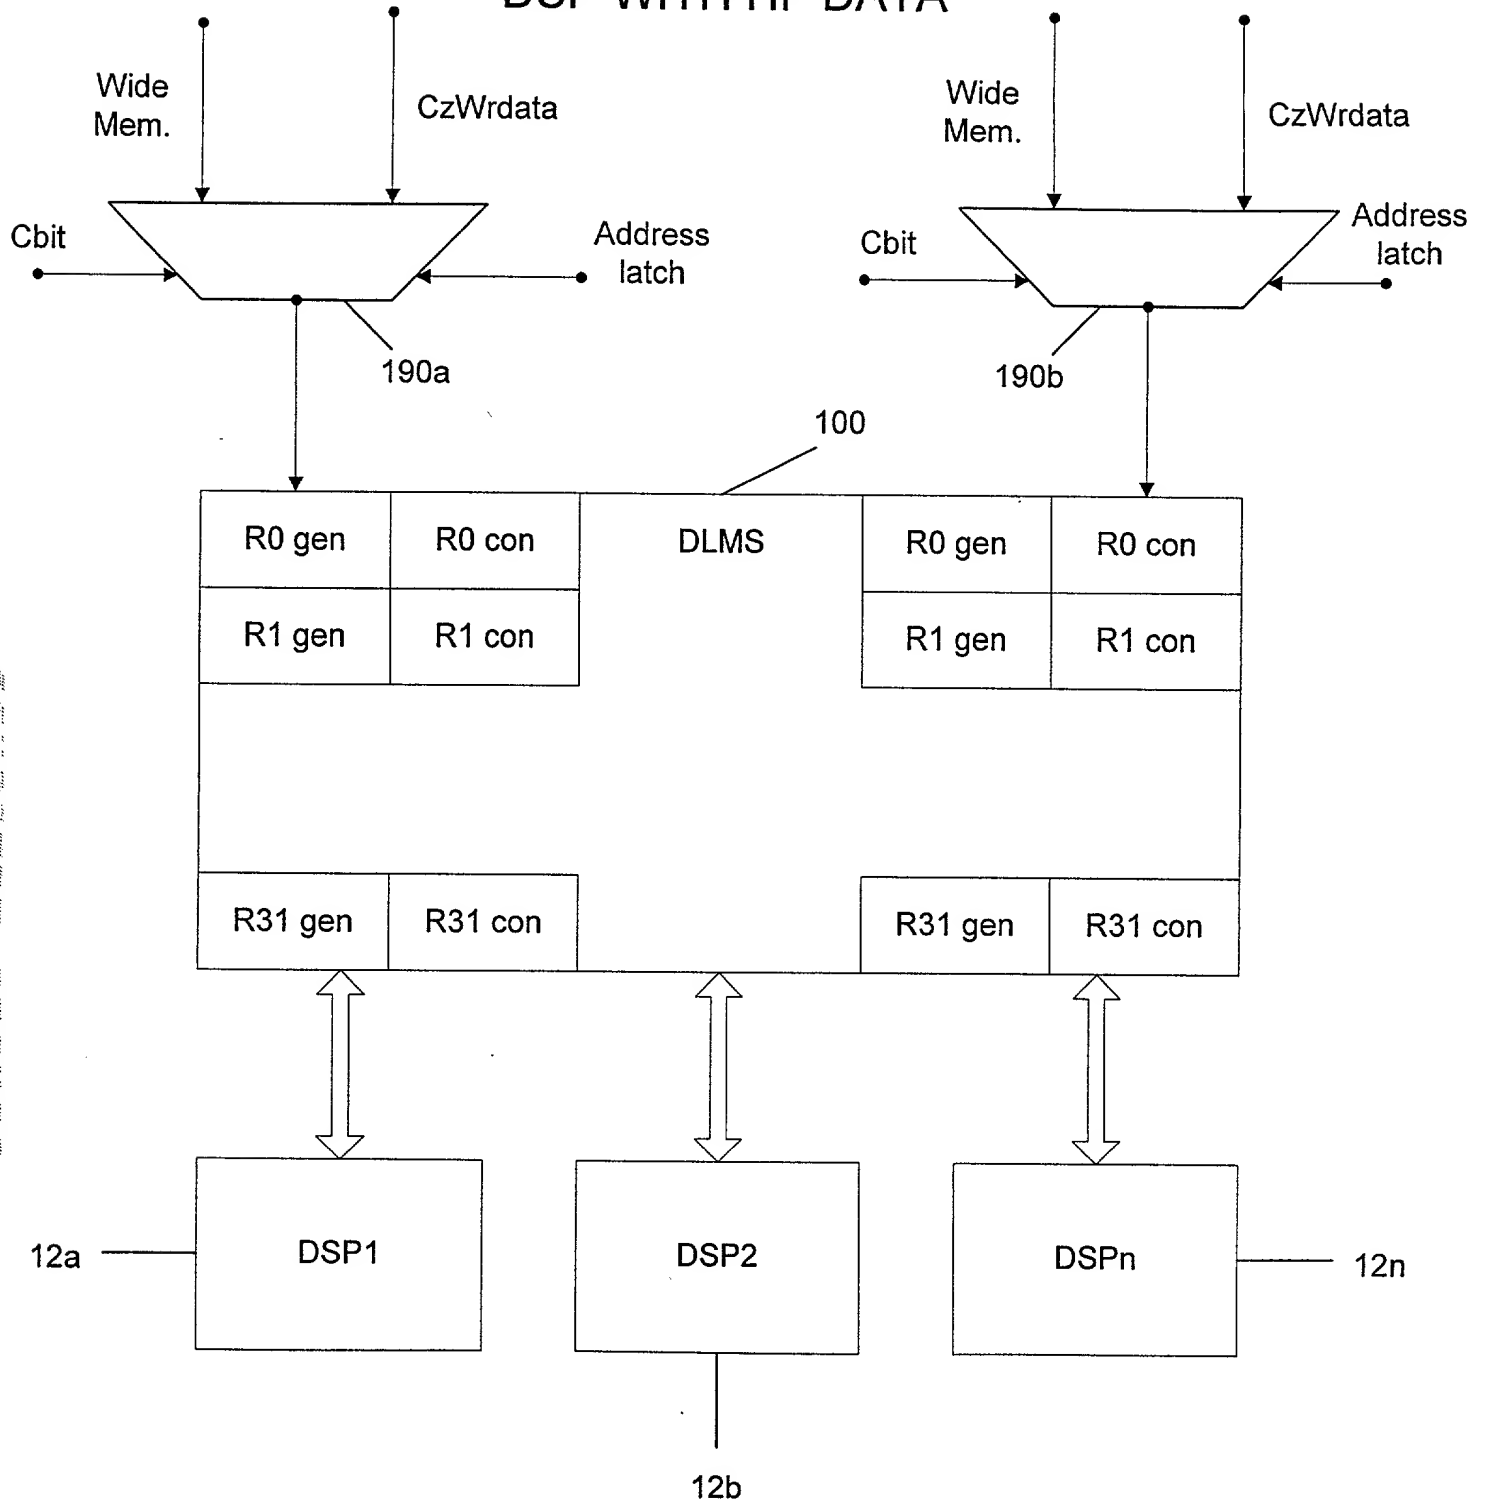 DATA
Wide
Mem.
CzWrdata
Wide
Mem.
CzWrdata
Cbit
Address
latch
Cbit
Address
latch
190a
190b
100
R0 gen
R0 con
DLMS
R0 gen
R0 con
R1 gen
R1 con
R1 gen
R1 con
R31 gen
R31 con
R31 gen
R31 con
DSP1
DSP2
DSPn
12a
12n
12b